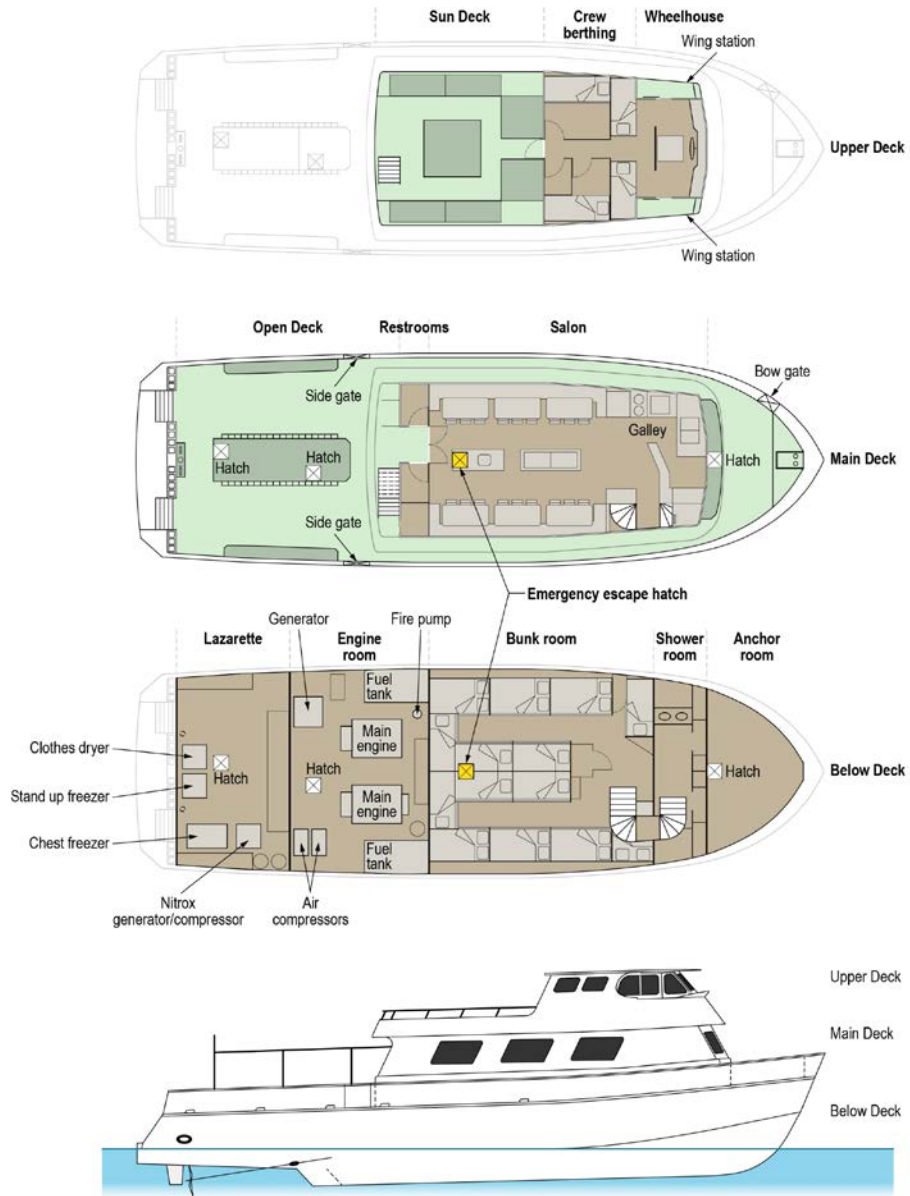 Sun Deck
Crew
berthing
Wheelhouse
Wing station
Upper Deck
Wing station
Open Deck
Restrooms
Salon
Side gate
Bow gate
Galley
Hatch
Hatch
Hatch
Main Deck
Side gate
Emergency escape hatch
Generator
Fire pump
Lazarette
Engine
room
Bunk room
Shower
room
Anchor
room
Fuel
tank
Main
engine
Clothes dryer
Hatch
Hatch
Hatch
Below Deck
Stand up freezer
Main
engine
Chest freezer
Fuel
tank
Nitrox
generator/compressor
Air
compressors
Upper Deck
Main Deck
Below Deck